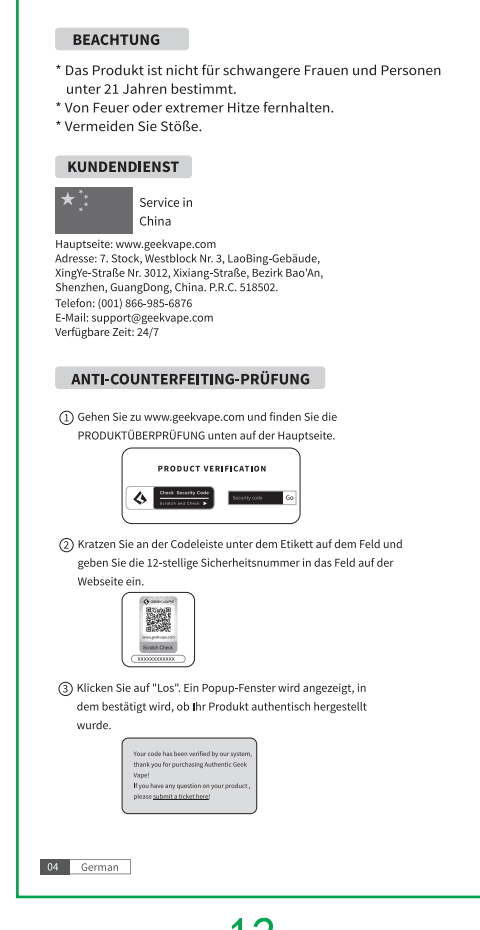 BEACHTUNG
* Das Produkt ist nicht für schwangere Frauen und Personen
unter 21 Jahren bestimmt.
* Von Feuer oder extremer Hitze fernhalten.
* Vermeiden Sie Stöße.
KUNDENDIENST
Service in
China
Hauptseite: www.geekvape.com
Adresse: 7. Stock, Westblock Nr. 3, LaoBing-Gebäude,
XingYe-Straße Nr. 3012, Xixiang-Straße, Bezirk Bao'An,
Shenzhen, GuangDong, China. P.R.C. 518502.
Telefon: (001) 866-985-6876
E-Mail: support@geekvape.com
Verfügbare Zeit: 24/7
ANTI-COUNTERFEITING-PRÜFUNG
① Gehen Sie zu www.geekvape.com und finden Sie die
PRODUKTÜBERPRÜFUNG unten auf der Hauptseite.
PRODUCT VERIFICATION
Check Security Code
Scratch and Check ▶
Security code Go
② Kratzen Sie an der Codeleiste unter dem Etikett auf dem Feld und
geben Sie die 12-stellige Sicherheitsnummer in das Feld auf der
Webseite ein.
GEEKVAPE
www.geekvape.com
Scratch Check
XXXXXXXXXXXX
③ Klicken Sie auf "Los". Ein Popup-Fenster wird angezeigt, in
dem bestätigt wird, ob Ihr Produkt authentisch hergestellt
wurde.
Your code has been verified by our system,
thank you for purchasing Authentic Geek
Vape!
If you have any question on your product ,
please submit a ticket here!
04 German